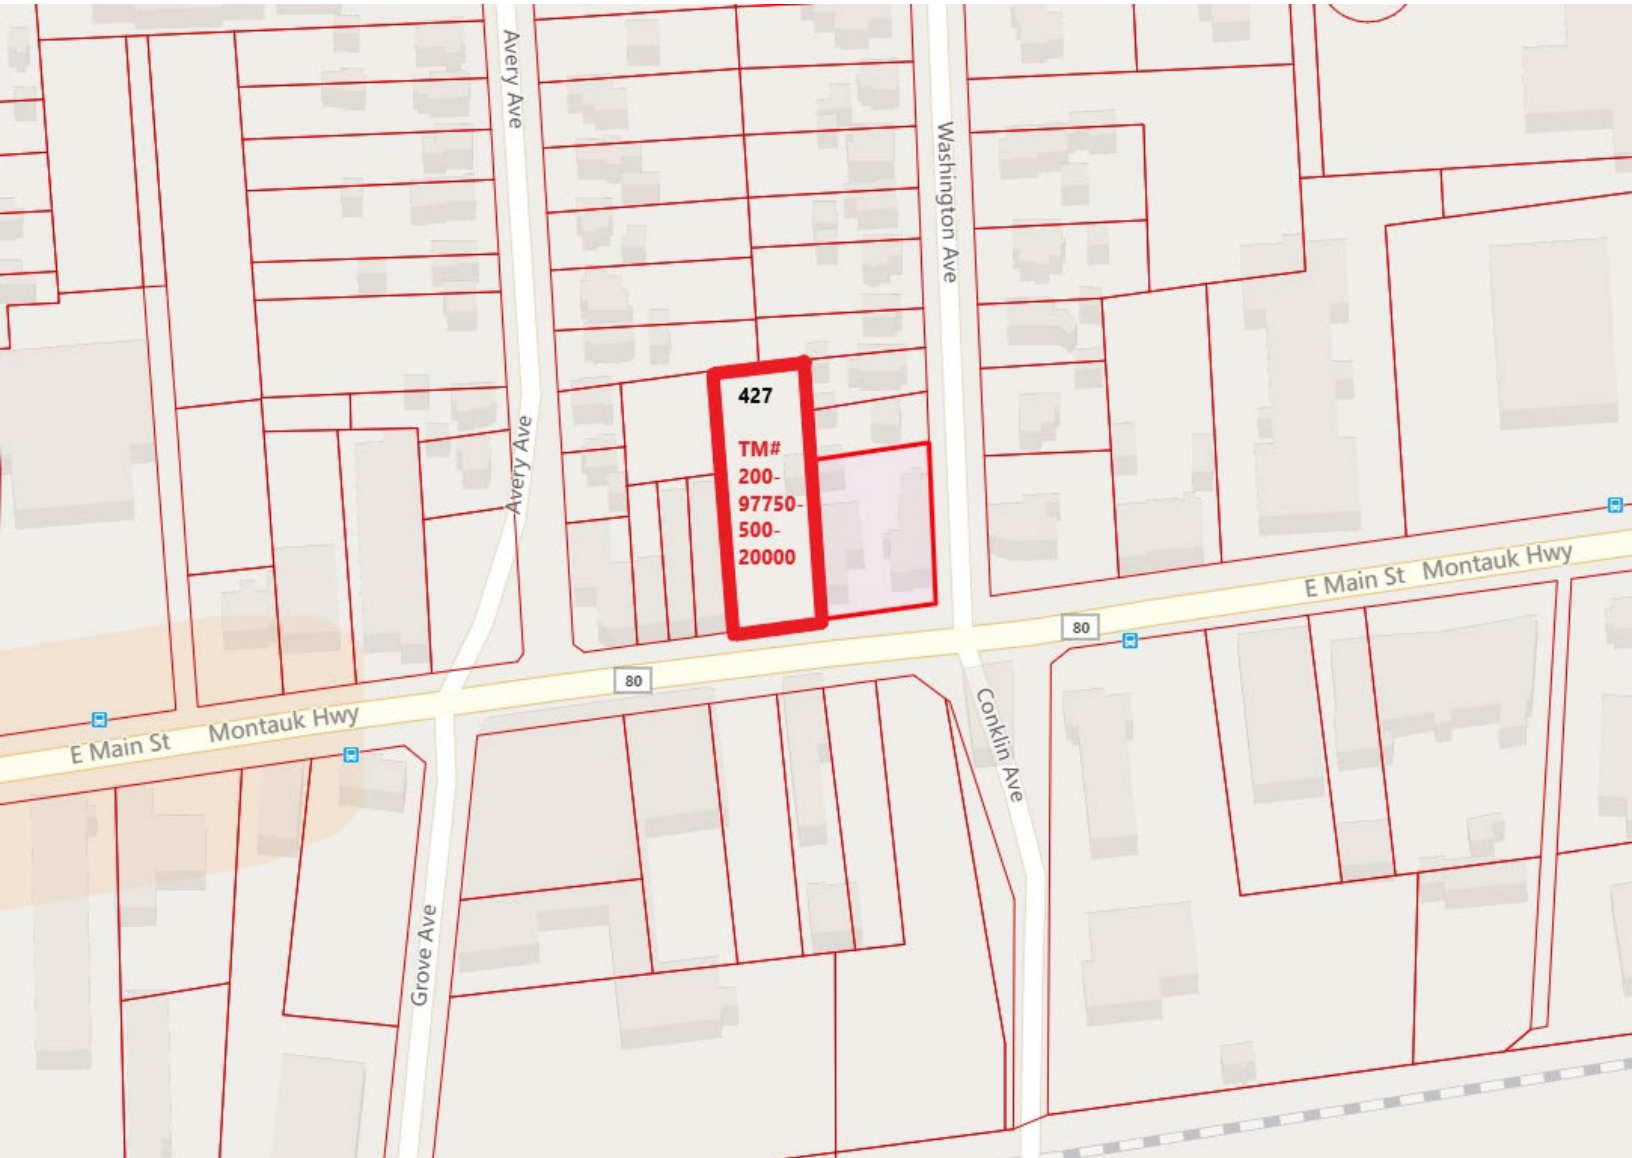 Avery Ave
Washington Ave
427
TM#
200-
97750-
500-
20000
Avery Ave
E Main St Montauk Hwy
80
80
E Main St Montauk Hwy
Conklin Ave
Grove Ave